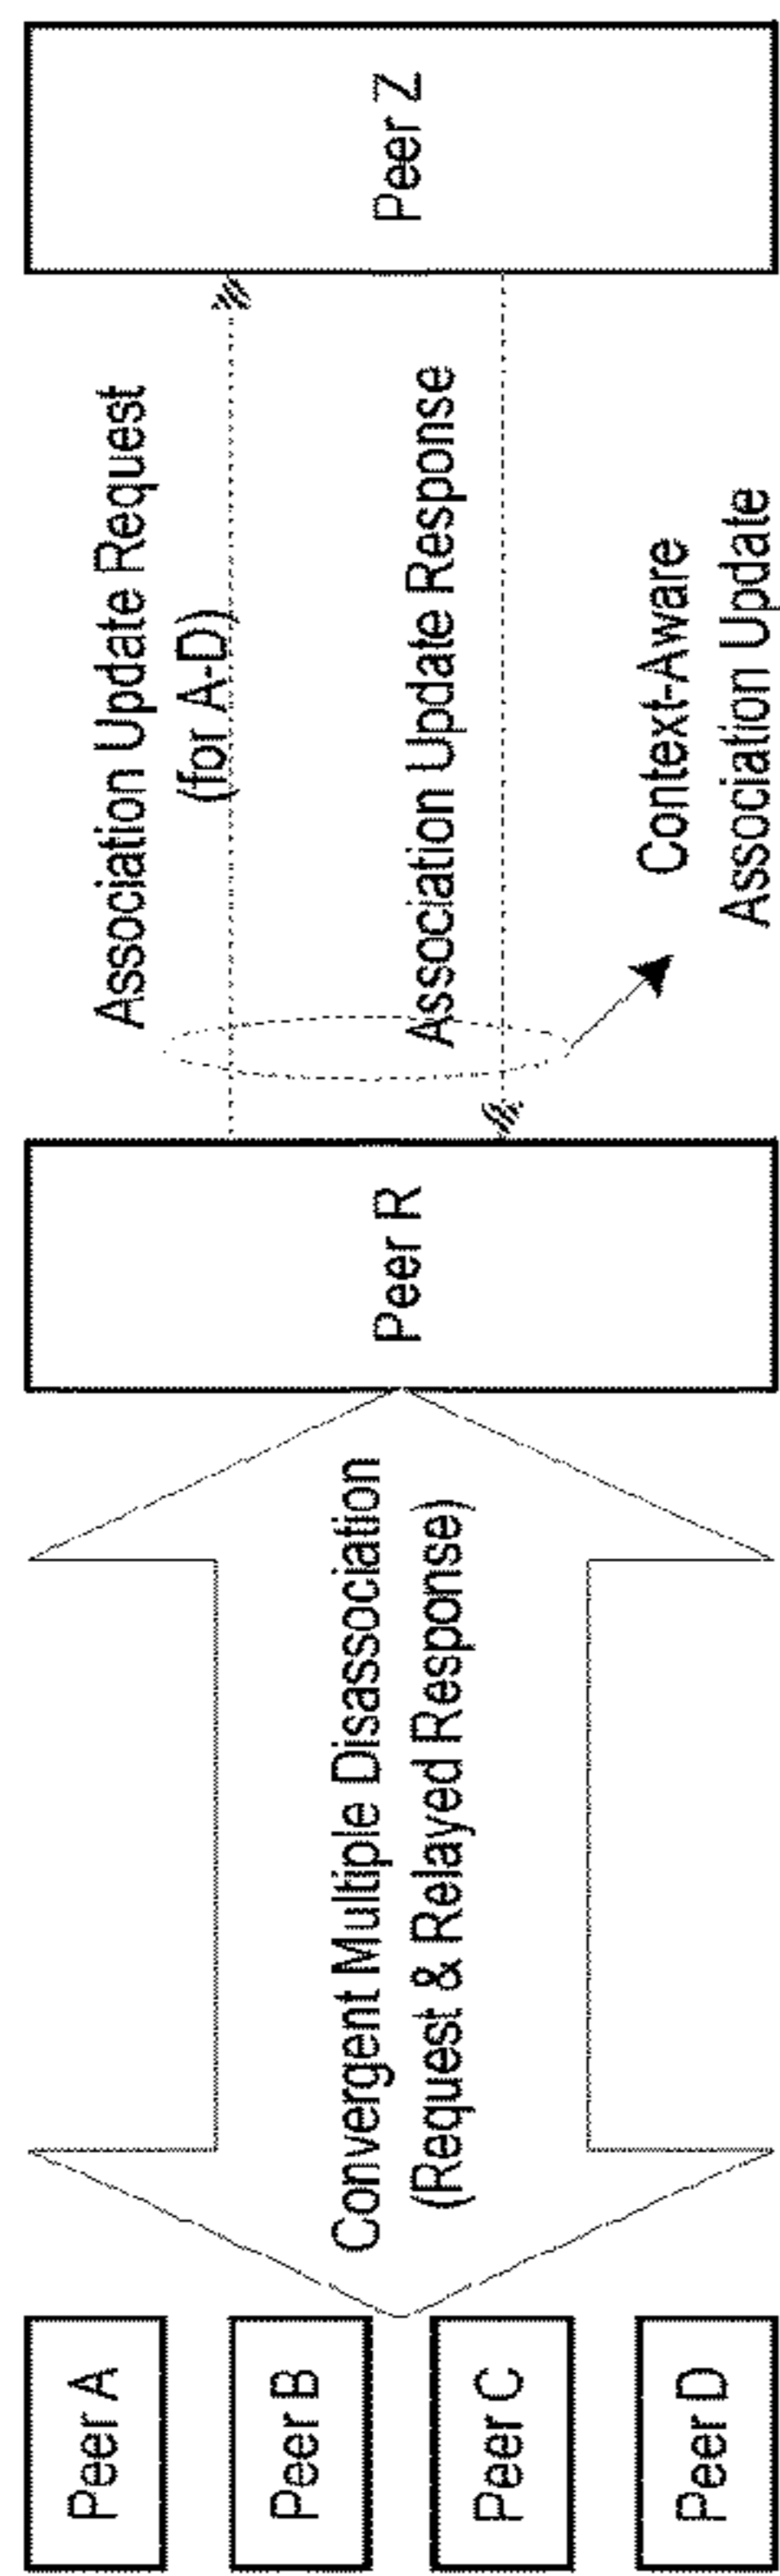 Peer A
Peer B
Peer C
Peer D
Convergent Multiple Disassociation
(Request & Relayed Response)
Peer R
Association Update Request
(for A-D)
Association Update Response
Context-Aware
Association Update
Peer Z